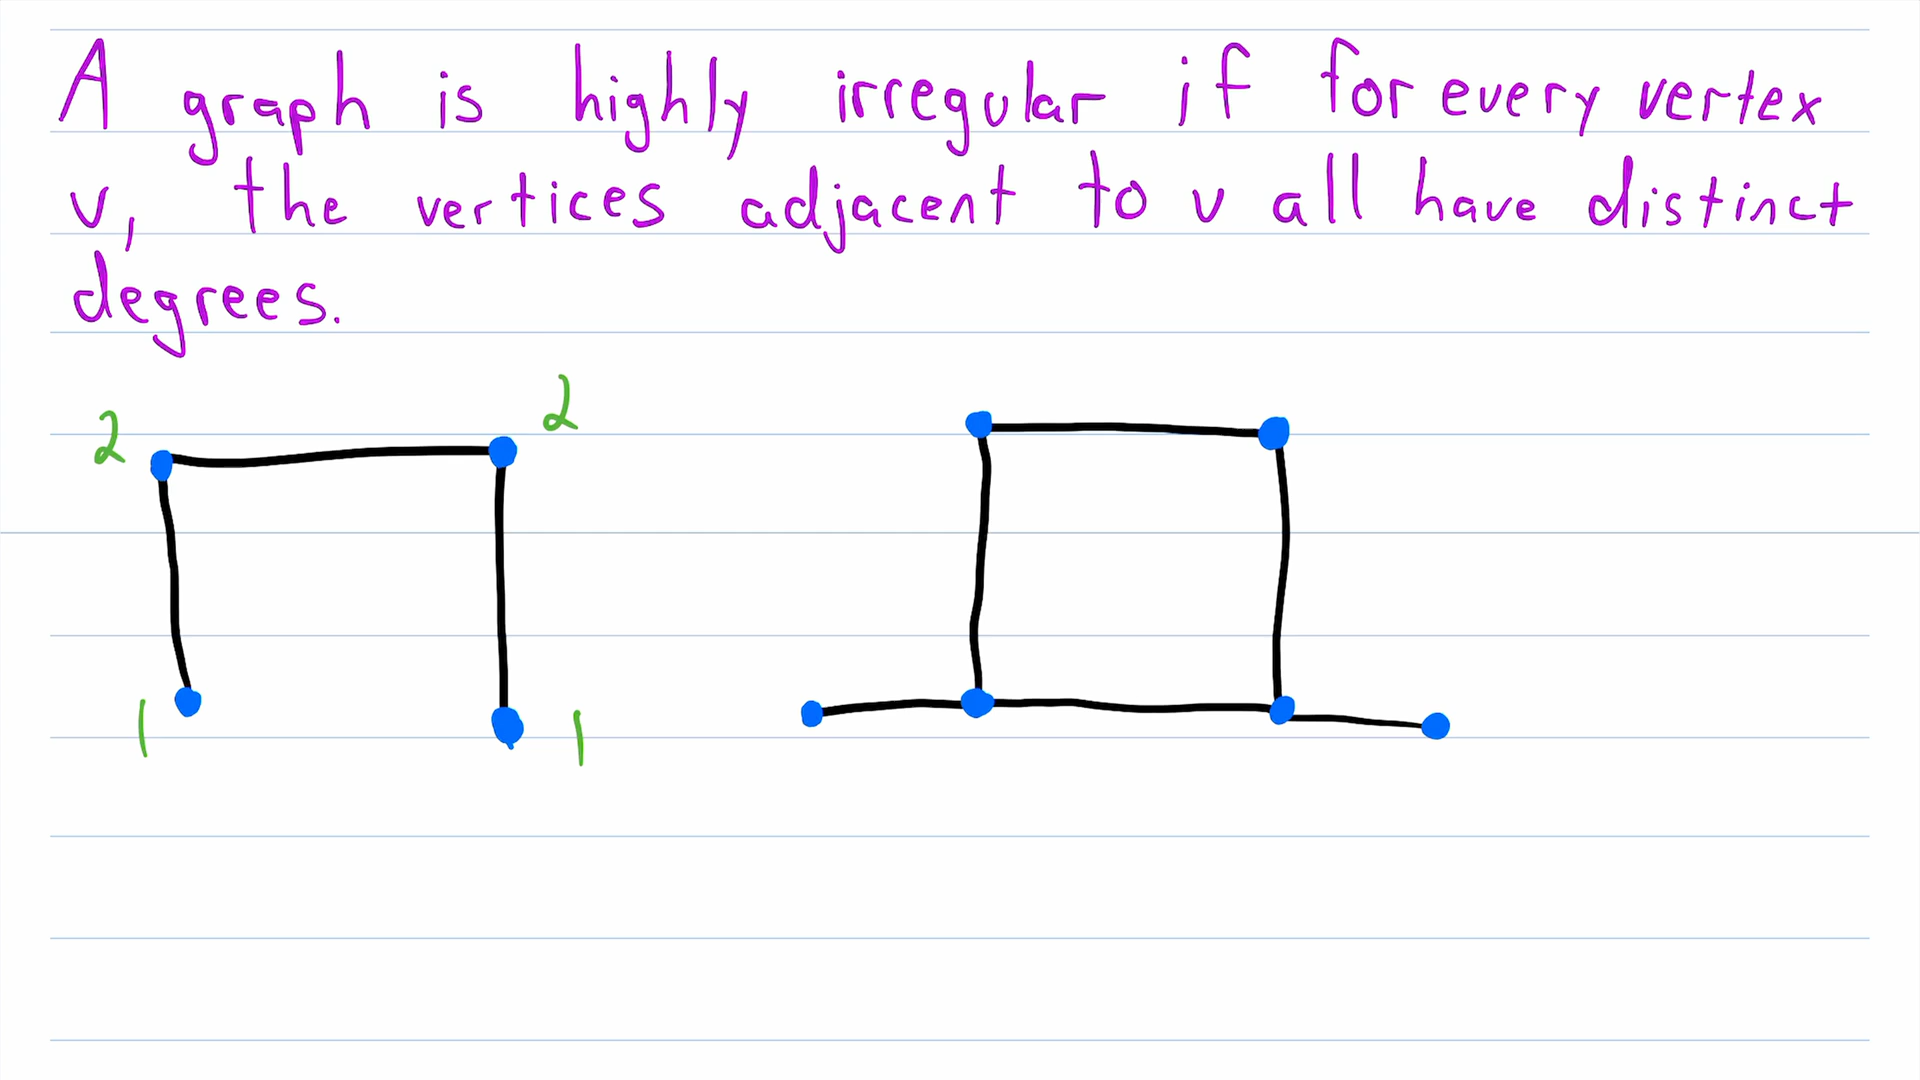 A graph is highly irregular if for every vertex
v, the vertices adjacent to v all have distinct
degrees.
2 2
1 1